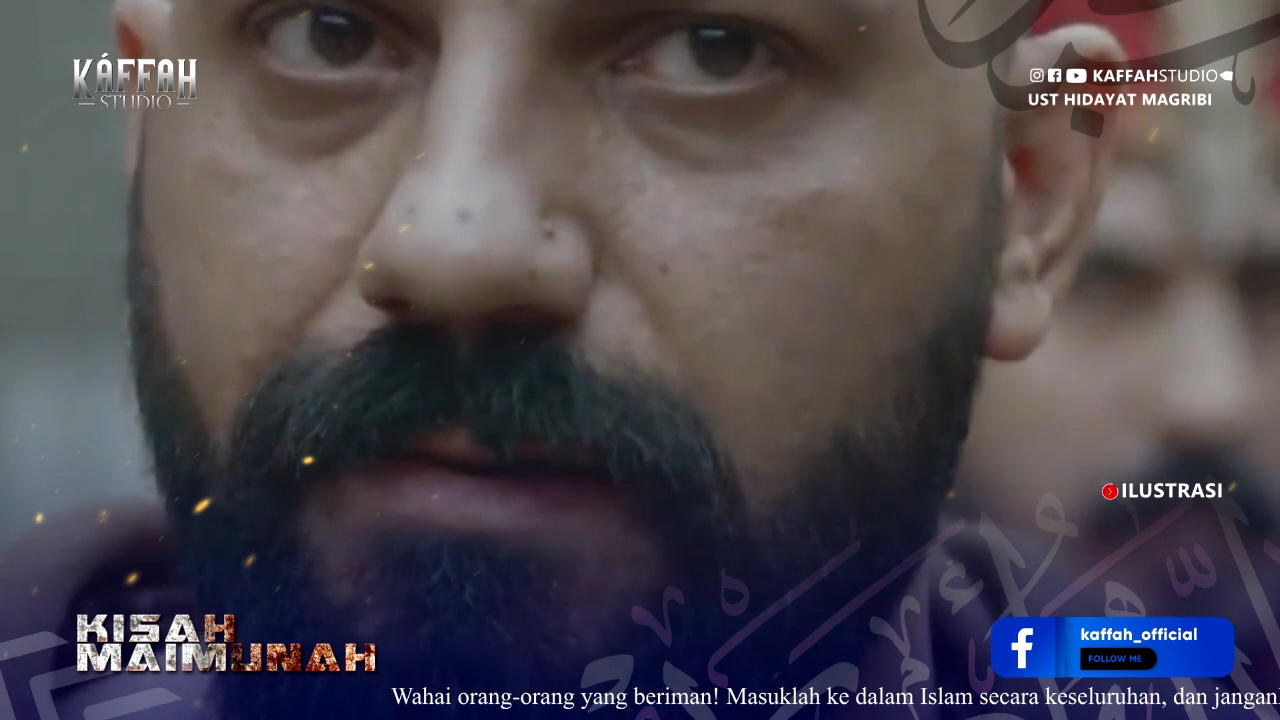 KÁFFAH
STUDIO
KAFFAHSTUDIO
UST HIDAYAT MAGRIBI
ILUSTRASI
KISAH
MAIMUNAH
kaffah_official
FOLLOW ME
Wahai orang-orang yang beriman! Masuklah ke dalam Islam secara keseluruhan, dan jangan